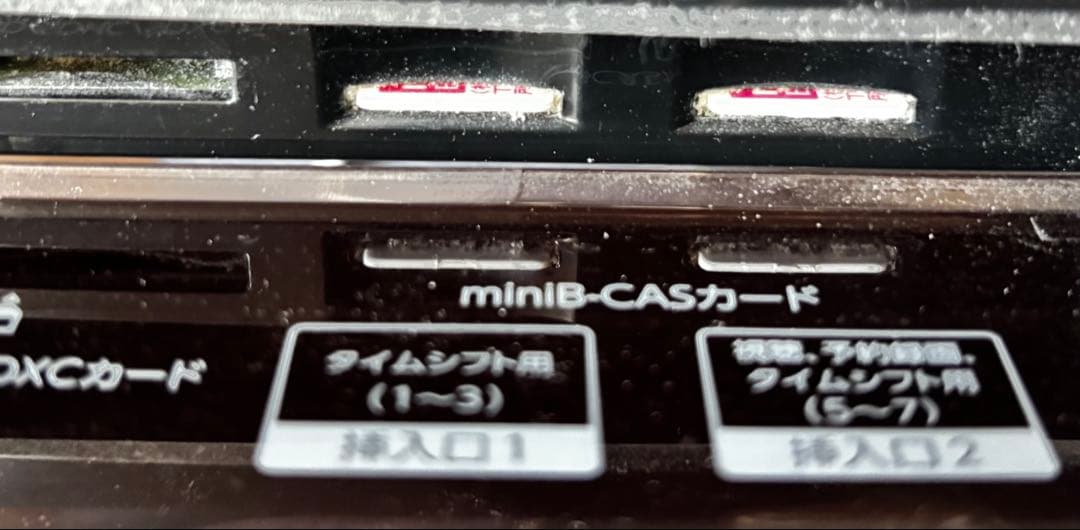 miniB-CASカード
DXCカード
タイムシフト用
(1〜3)
挿入口1
視聴、予約録画、
タイムシフト用
(5〜7)
挿入口2